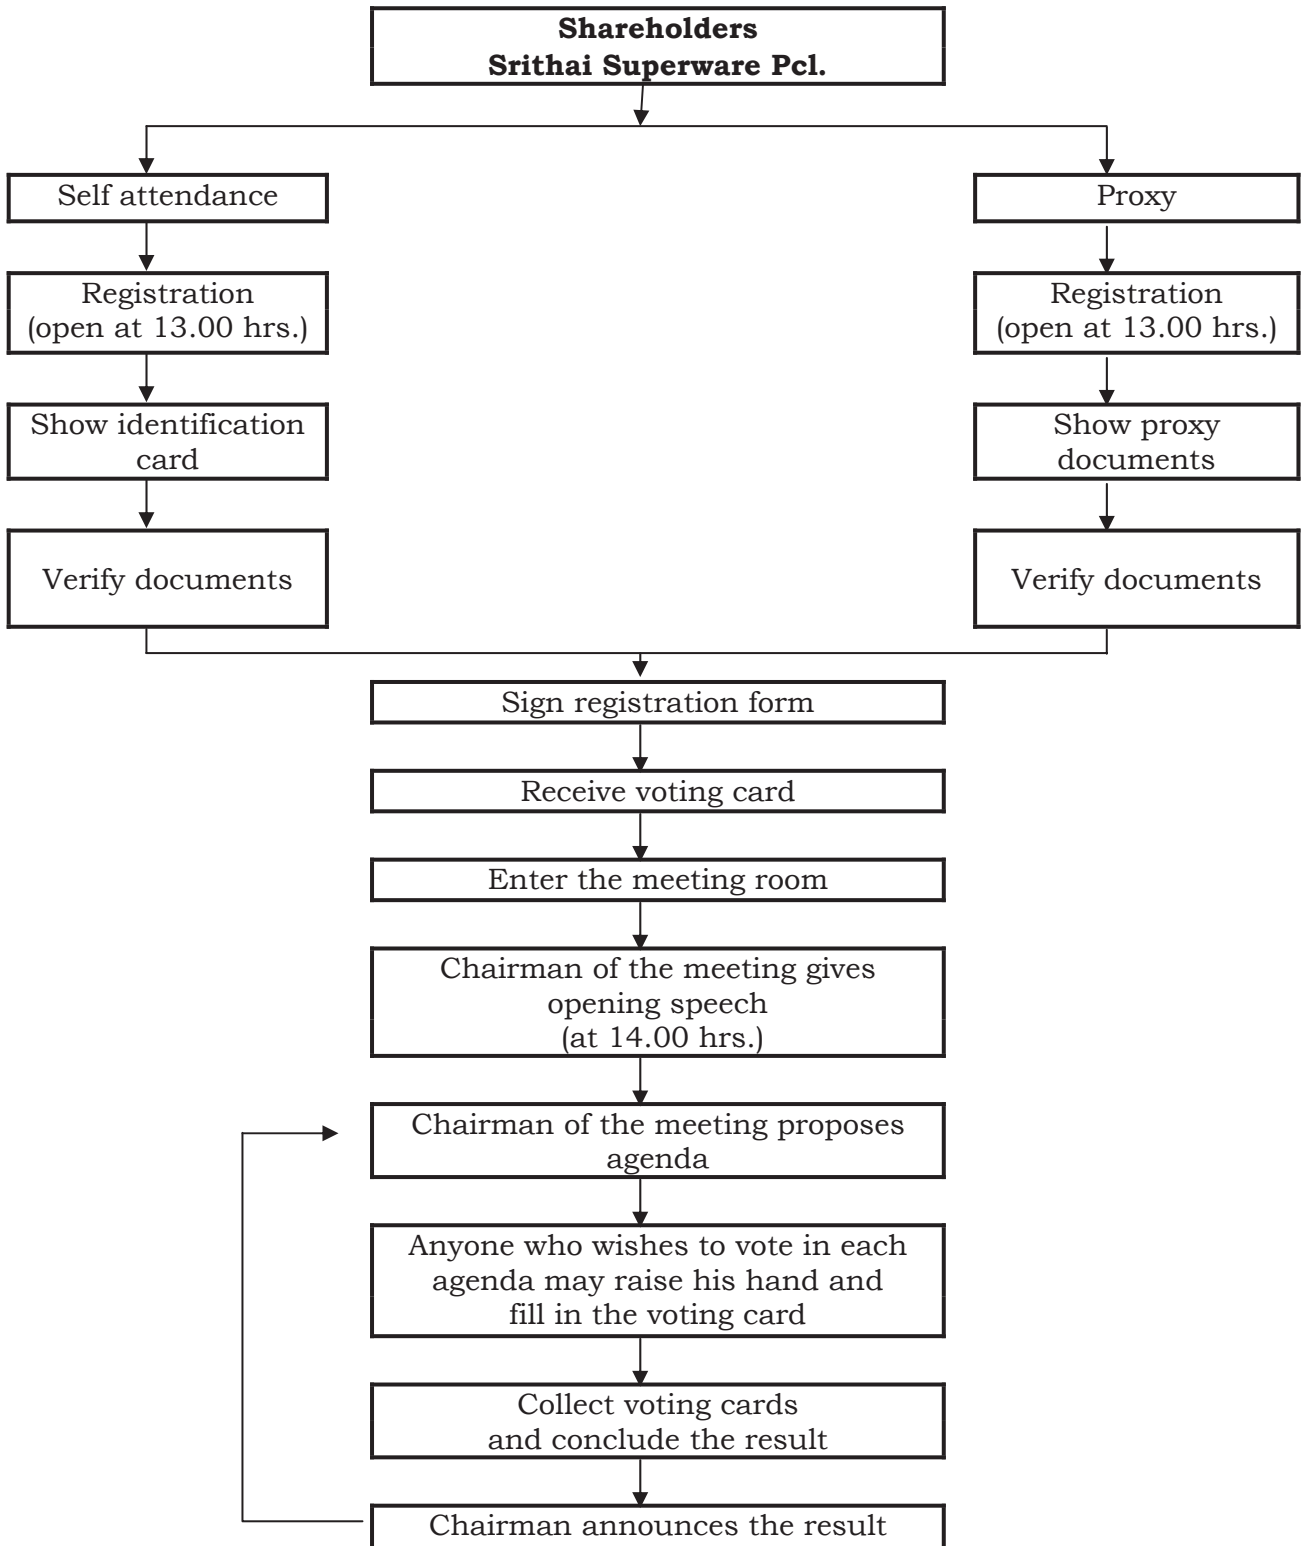 Shareholders
Srithai Superware Pcl.
Self attendance
Proxy
Registration
(open at 13.00 hrs.)
Registration
(open at 13.00 hrs.)
Show identification
card
Show proxy
documents
Verify documents
Verify documents
Sign registration form
Receive voting card
Enter the meeting room
Chairman of the meeting gives
opening speech
(at 14.00 hrs.)
Chairman of the meeting proposes
agenda
Anyone who wishes to vote in each
agenda may raise his hand and
fill in the voting card
Collect voting cards
and conclude the result
Chairman announces the result